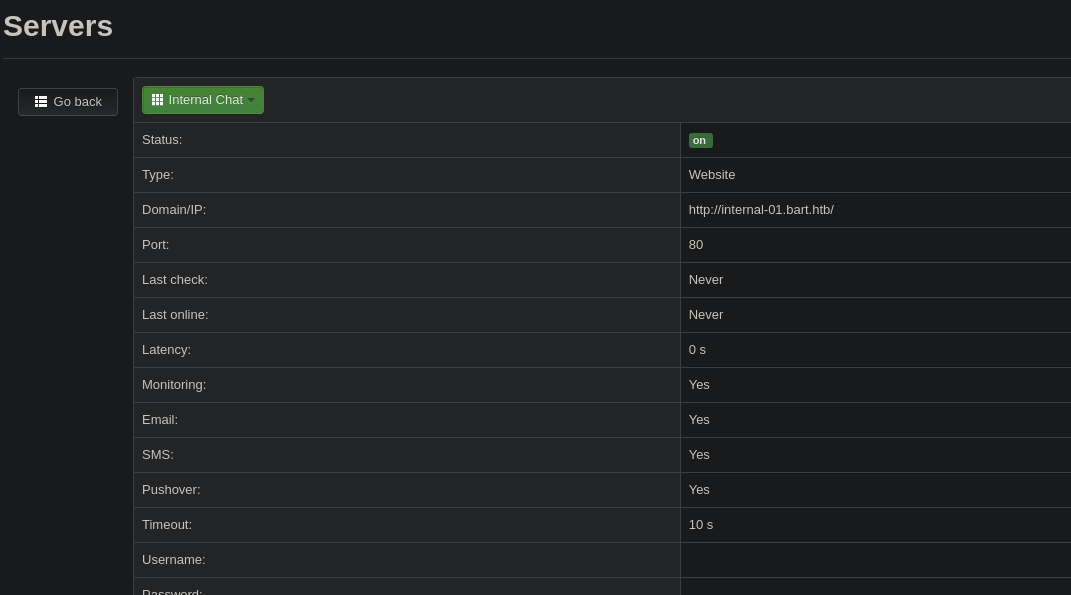 Servers
Go back
Internal Chat
Status: on
Type: Website
Domain/IP: http://internal-01.bart.htb/
Port: 80
Last check: Never
Last online: Never
Latency: 0 s
Monitoring: Yes
Email: Yes
SMS: Yes
Pushover: Yes
Timeout: 10 s
Username:
Password: